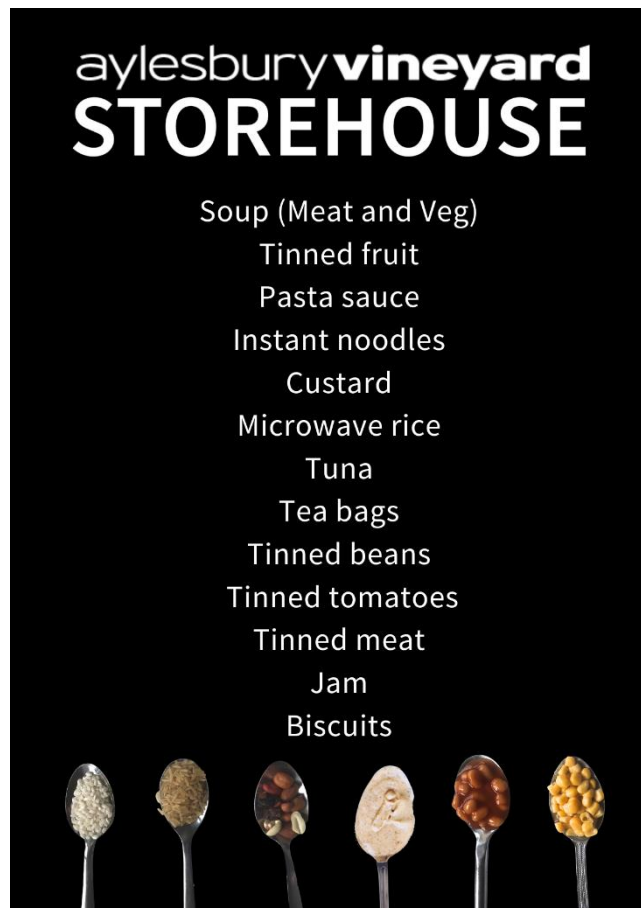 aylesburyvineyard
STOREHOUSE
Soup (Meat and Veg)
Tinned fruit
Pasta sauce
Instant noodles
Custard
Microwave rice
Tuna
Tea bags
Tinned beans
Tinned tomatoes
Tinned meat
Jam
Biscuits